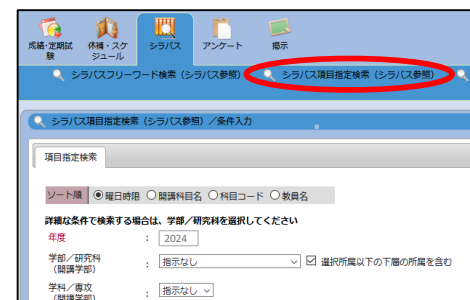 成績・定期試験 休補・スケジュール シラバス アンケート 掲示
シラバスフリーワード検索（シラバス参照） シラバス項目指定検索（シラバス参照）
シラバス項目指定検索（シラバス参照）／条件入力
項目指定検索
ソート順 曜日時限 開講科目名 科目コード 教員名
詳細な条件で検索する場合は、学部／研究科を選択してください
年度 : 2024
学部／研究科
（開講学部） : 指示なし 選択所属以下の下層の所属を含む
学科／専攻
（開講学部） : 指示なし